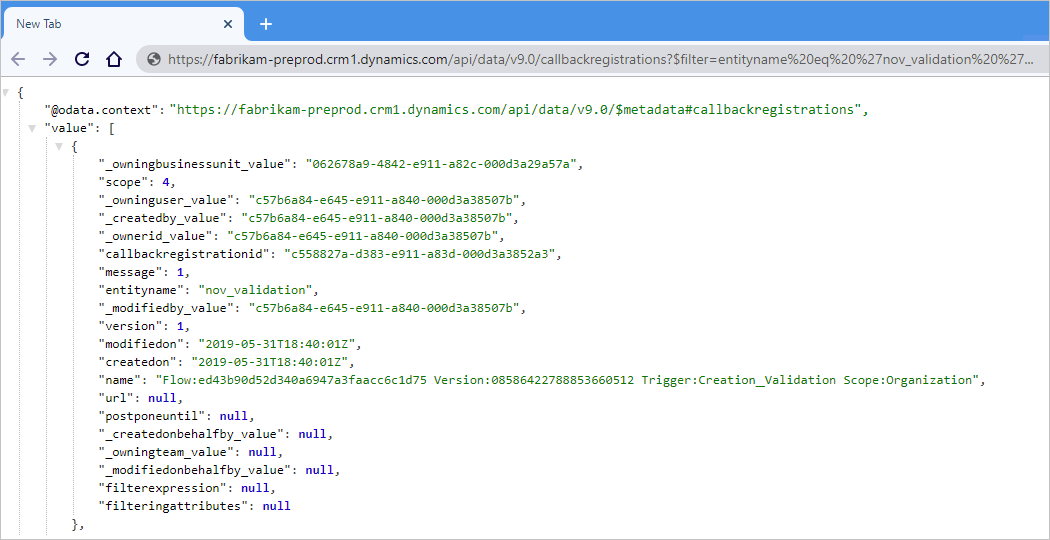 New Tab
https://fabrikam-preprod.crm1.dynamics.com/api/data/v9.0/callbackregistrations?$filter=entityname%20eq%20%27nov_validation%20%27...
{
"@odata.context": "https://fabrikam-preprod.crm1.dynamics.com/api/data/v9.0/$metadata#callbackregistrations",
"value": [
{
"_owningbusinessunit_value": "062678a9-4842-e911-a82c-000d3a29a57a",
"scope": 4,
"_owninguser_value": "c57b6a84-e645-e911-a840-000d3a38507b",
"_createdby_value": "c57b6a84-e645-e911-a840-000d3a38507b",
"_ownerid_value": "c57b6a84-e645-e911-a840-000d3a38507b",
"callbackregistrationid": "c558827a-d383-e911-a83d-000d3a3852a3",
"message": 1,
"entityname": "nov_validation",
"_modifiedby_value": "c57b6a84-e645-e911-a840-000d3a38507b",
"version": 1,
"modifiedon": "2019-05-31T18:40:01Z",
"createdon": "2019-05-31T18:40:01Z",
"name": "Flow:ed43b90d52d340a6947a3faacc6c1d75 Version:08586422788853660512 Trigger:Creation_Validation Scope:Organization",
"url": null,
"postponeuntil": null,
"_createdonbehalfby_value": null,
"_owningteam_value": null,
"_modifiedonbehalfby_value": null,
"filterexpression": null,
"filteringattributes": null
},